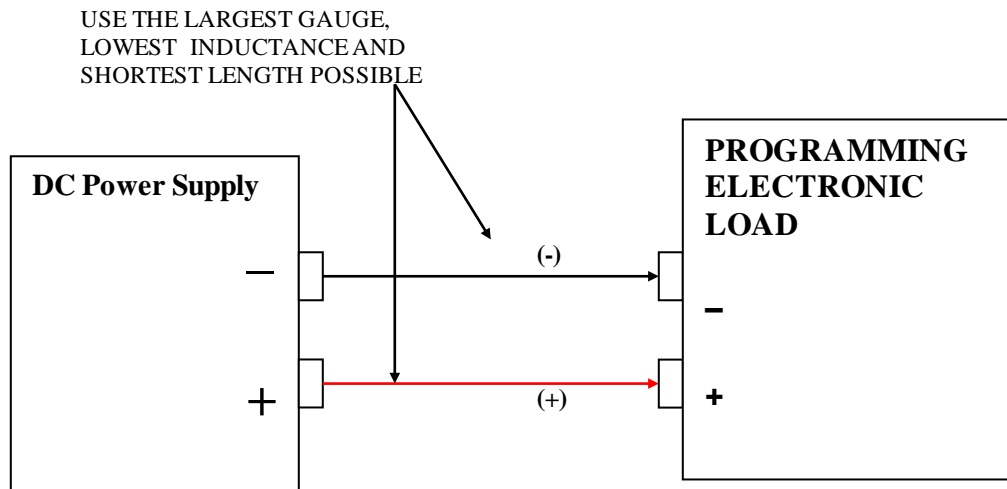 USE THE LARGEST GAUGE,
LOWEST INDUCTANCE AND
SHORTEST LENGTH POSSIBLE
DC Power Supply
PROGRAMMING
ELECTRONIC
LOAD
(-)
−
−
+
(+)
+